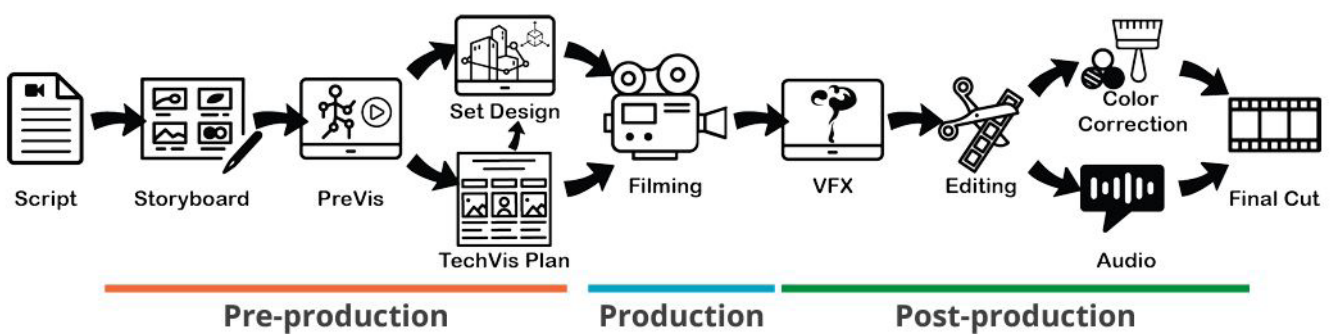 Script
Storyboard
PreVis
Set Design
TechVis Plan
Filming
VFX
Editing
Color
Correction
Audio
Final Cut
Pre-production
Production
Post-production